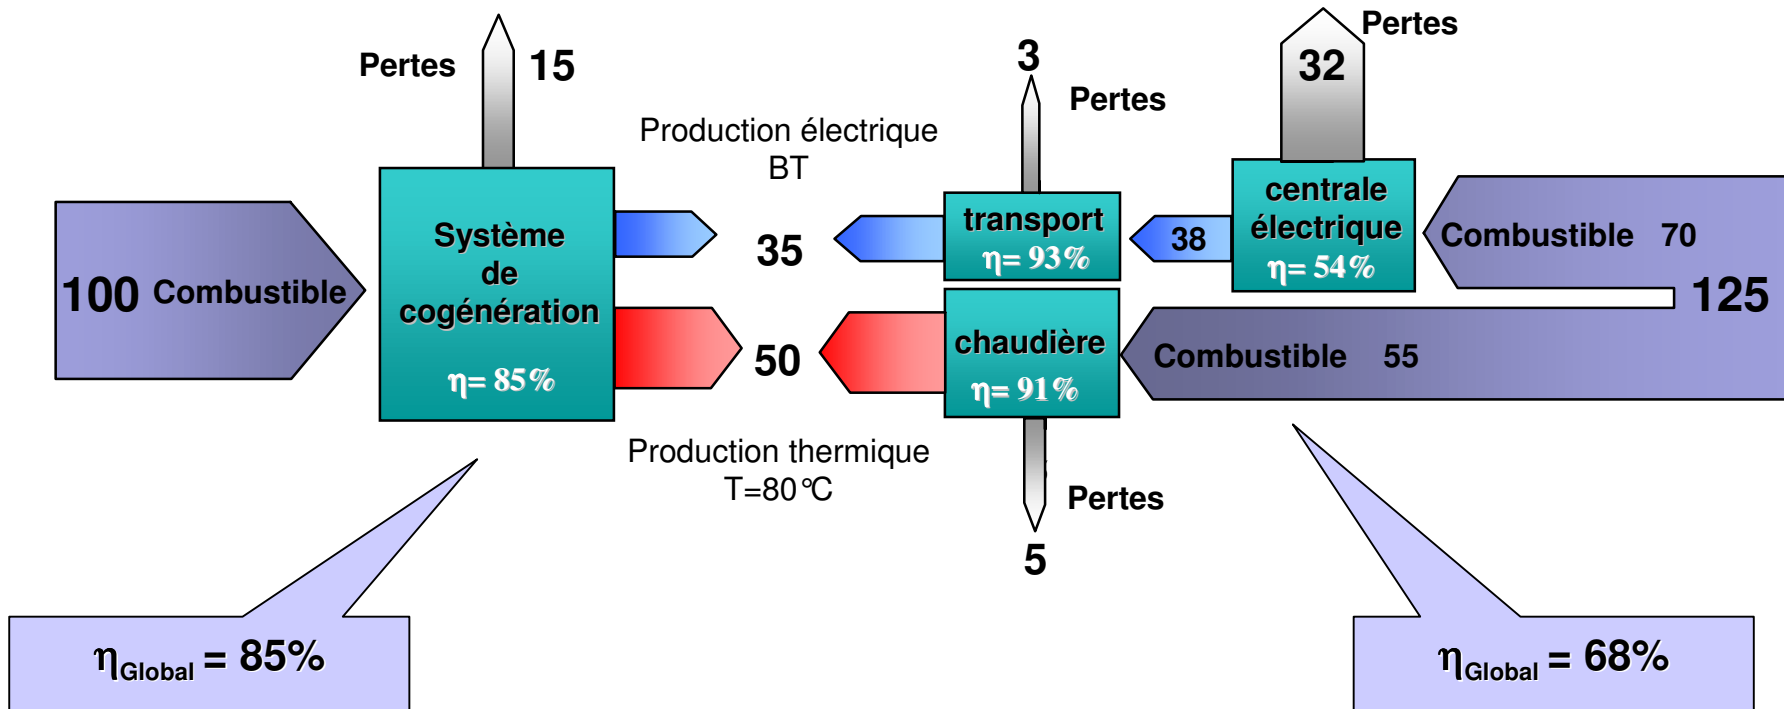 Pertes 15
100 Combustible
Système
de
cogénération
η= 85%
Production électrique
BT
35
50
Production thermique
T=80°C
3
Pertes
transport
η= 93%
38
Pertes
32
centrale
électrique
η= 54%
Combustible 70
125
chaudière
η= 91%
Combustible 55
Pertes
5
ηGlobal = 85%
ηGlobal = 68%